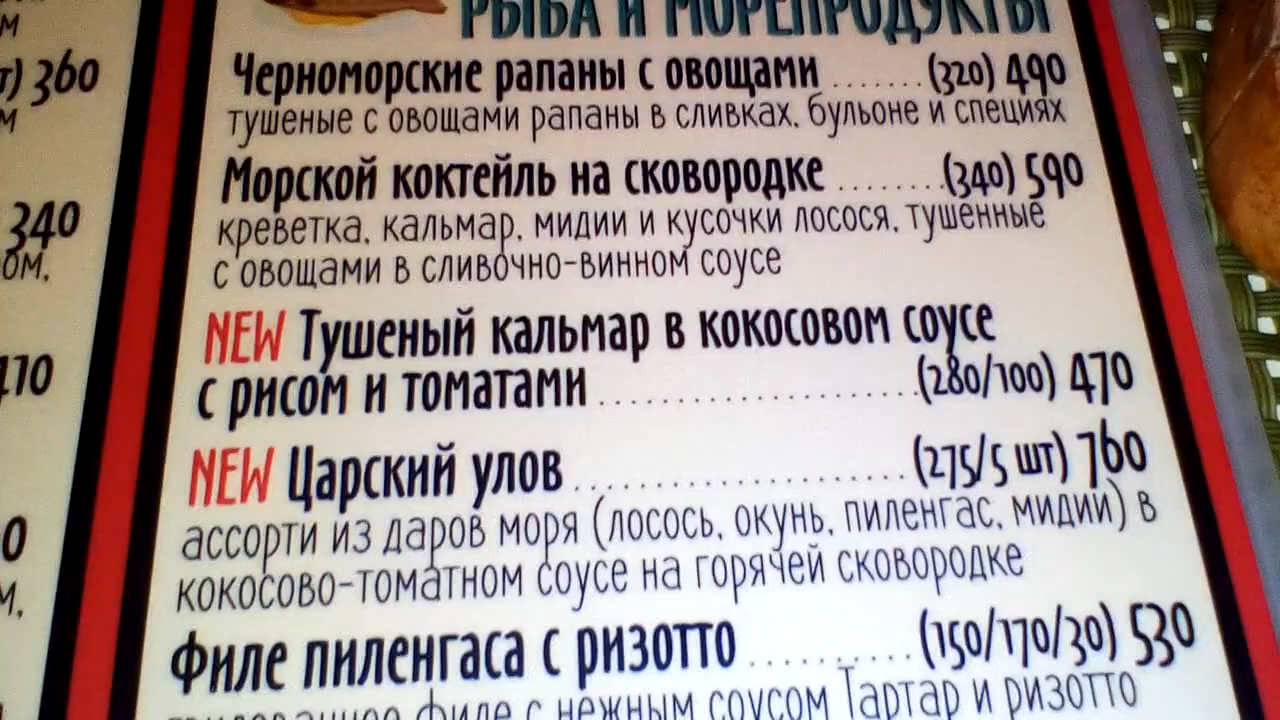 М
т) 360
М
340
ОМ,
470
0
М,
РЫБА И МОРЕПРОДУКТЫ
Черноморские рапаны с овощами ....... (320) 490
тушеные с овощами рапаны в сливках, бульоне и специях
Морской коктейль на сковородке ........ (340) 590
креветка, кальмар, мидии и кусочки лосося, тушенные
с овощами в сливочно-винном соусе
NEW Тушеный кальмар в кокосовом соусе
с рисом и томатами ...................... (280/100) 470
NEW Царский улов ...................... (275/5 шт) 760
ассорти из даров моря (лосось, окунь, пиленгас, мидии) в
кокосово-томатном соусе на горячей сковородке
Филе пиленгаса с ризотто .......... (150/170/30) 530
филе с нежным соусом Тартар и ризотто